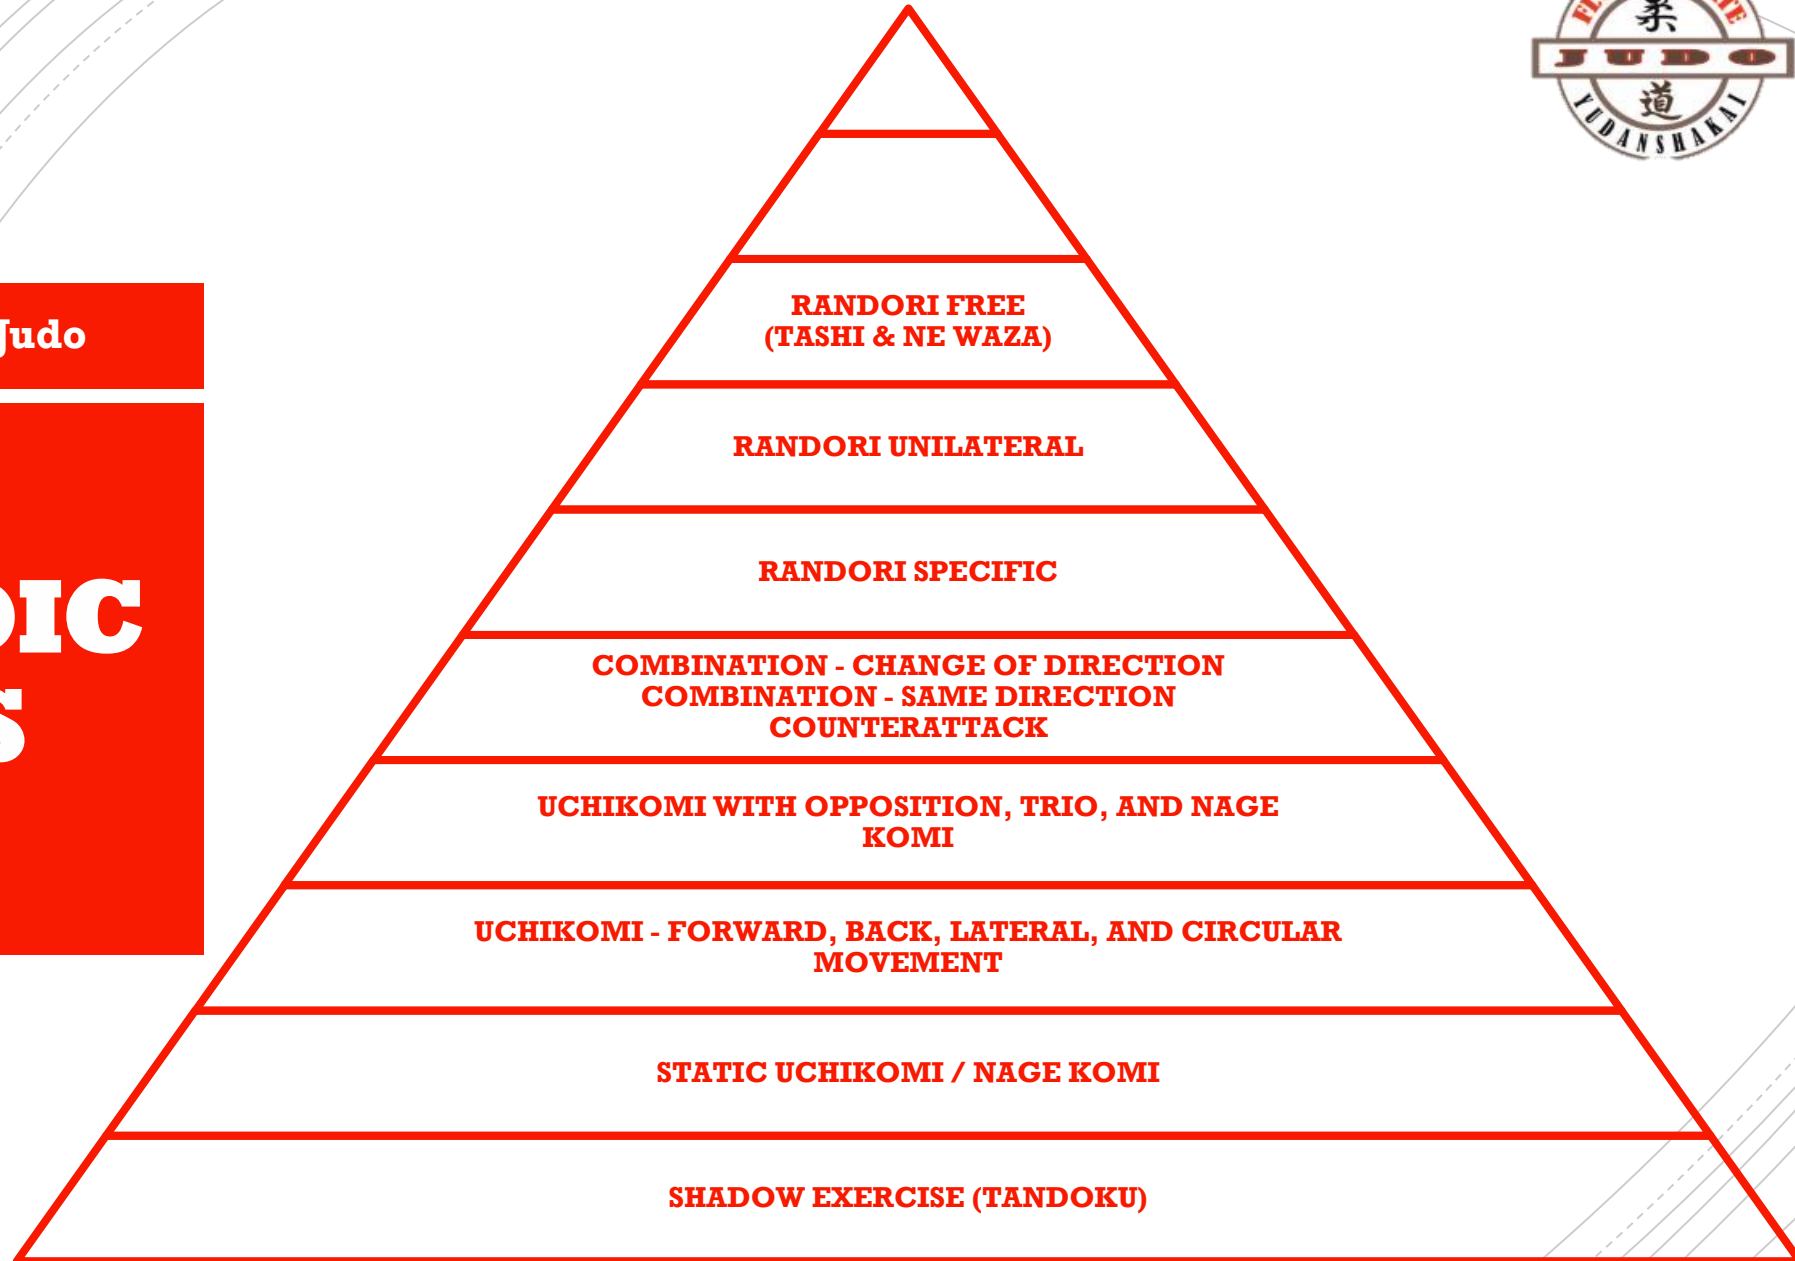 柔
JUDO
道
YUDANSHAKAI
Judo
RANDORI FREE
(TASHI & NE WAZA)
RANDORI UNILATERAL
RANDORI SPECIFIC
COMBINATION - CHANGE OF DIRECTION
COMBINATION - SAME DIRECTION
COUNTERATTACK
UCHIKOMI WITH OPPOSITION, TRIO, AND NAGE
KOMI
UCHIKOMI - FORWARD, BACK, LATERAL, AND CIRCULAR
MOVEMENT
STATIC UCHIKOMI / NAGE KOMI
SHADOW EXERCISE (TANDOKU)